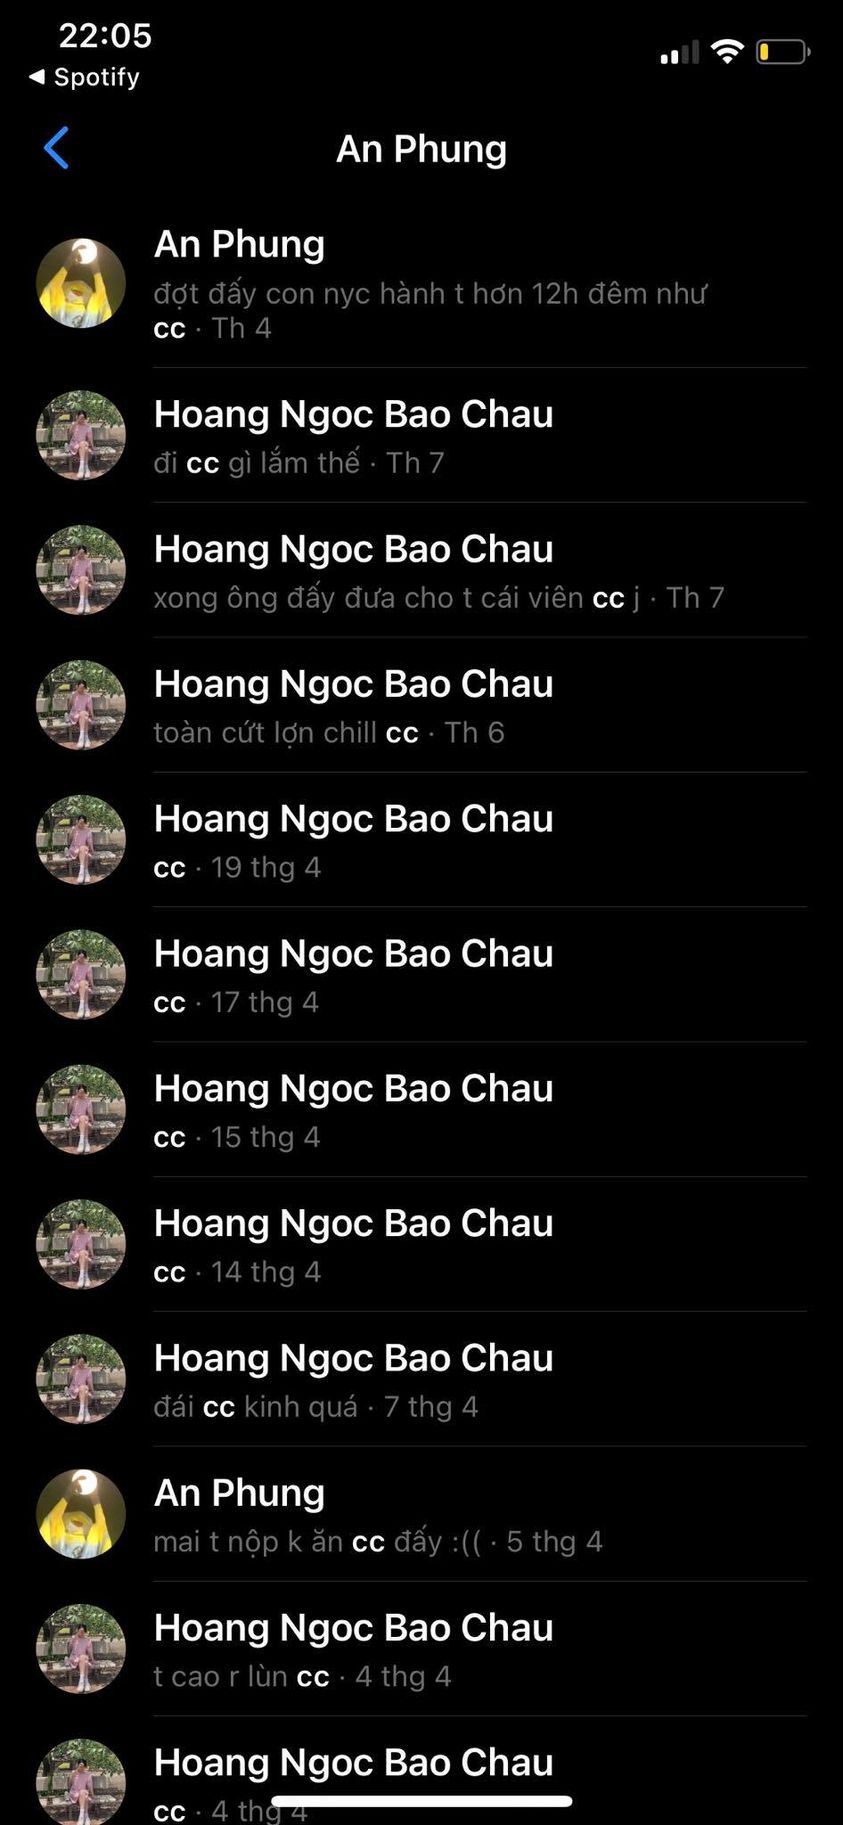 22:05
◀ Spotify
An Phung
An Phung
đợt đấy con nyc hành t hơn 12h đêm như
cc · Th 4
Hoang Ngoc Bao Chau
đi cc gì lắm thế · Th 7
Hoang Ngoc Bao Chau
xong ông đấy đưa cho t cái viên cc j · Th 7
Hoang Ngoc Bao Chau
toàn cứt lợn chill cc · Th 6
Hoang Ngoc Bao Chau
cc · 19 thg 4
Hoang Ngoc Bao Chau
cc · 17 thg 4
Hoang Ngoc Bao Chau
cc · 15 thg 4
Hoang Ngoc Bao Chau
cc · 14 thg 4
Hoang Ngoc Bao Chau
đái cc kinh quá · 7 thg 4
An Phung
mai t nộp k ăn cc đấy :(( · 5 thg 4
Hoang Ngoc Bao Chau
t cao r lùn cc · 4 thg 4
Hoang Ngoc Bao Chau
cc · 4 thg 4